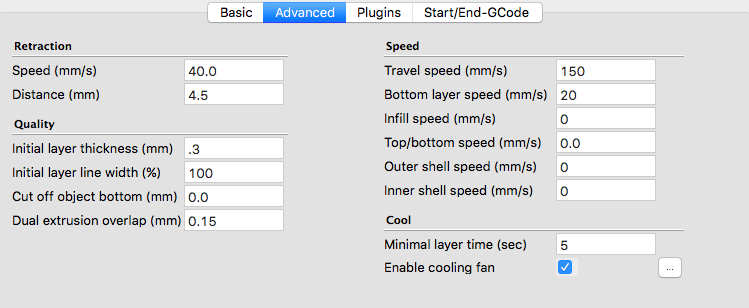 Basic Advanced Plugins Start/End-GCode
Retraction
Speed (mm/s) 40.0
Distance (mm) 4.5
Quality
Initial layer thickness (mm) .3
Initial layer line width (%) 100
Cut off object bottom (mm) 0.0
Dual extrusion overlap (mm) 0.15
Speed
Travel speed (mm/s) 150
Bottom layer speed (mm/s) 20
Infill speed (mm/s) 0
Top/bottom speed (mm/s) 0.0
Outer shell speed (mm/s) 0
Inner shell speed (mm/s) 0
Cool
Minimal layer time (sec) 5
Enable cooling fan ...